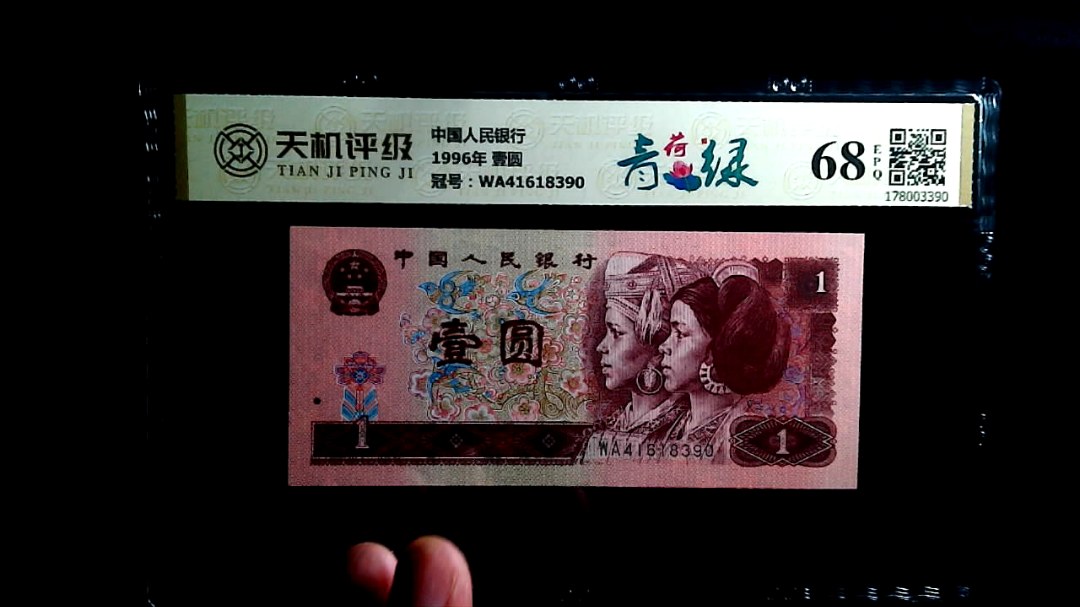 天机评级
TIAN JI PING JI
中国人民银行
1996年 壹圆
冠号：WA41618390
青荷绿
68
EPQ
178003390
中国人民银行
1
壹圆
1
WA41618390
1